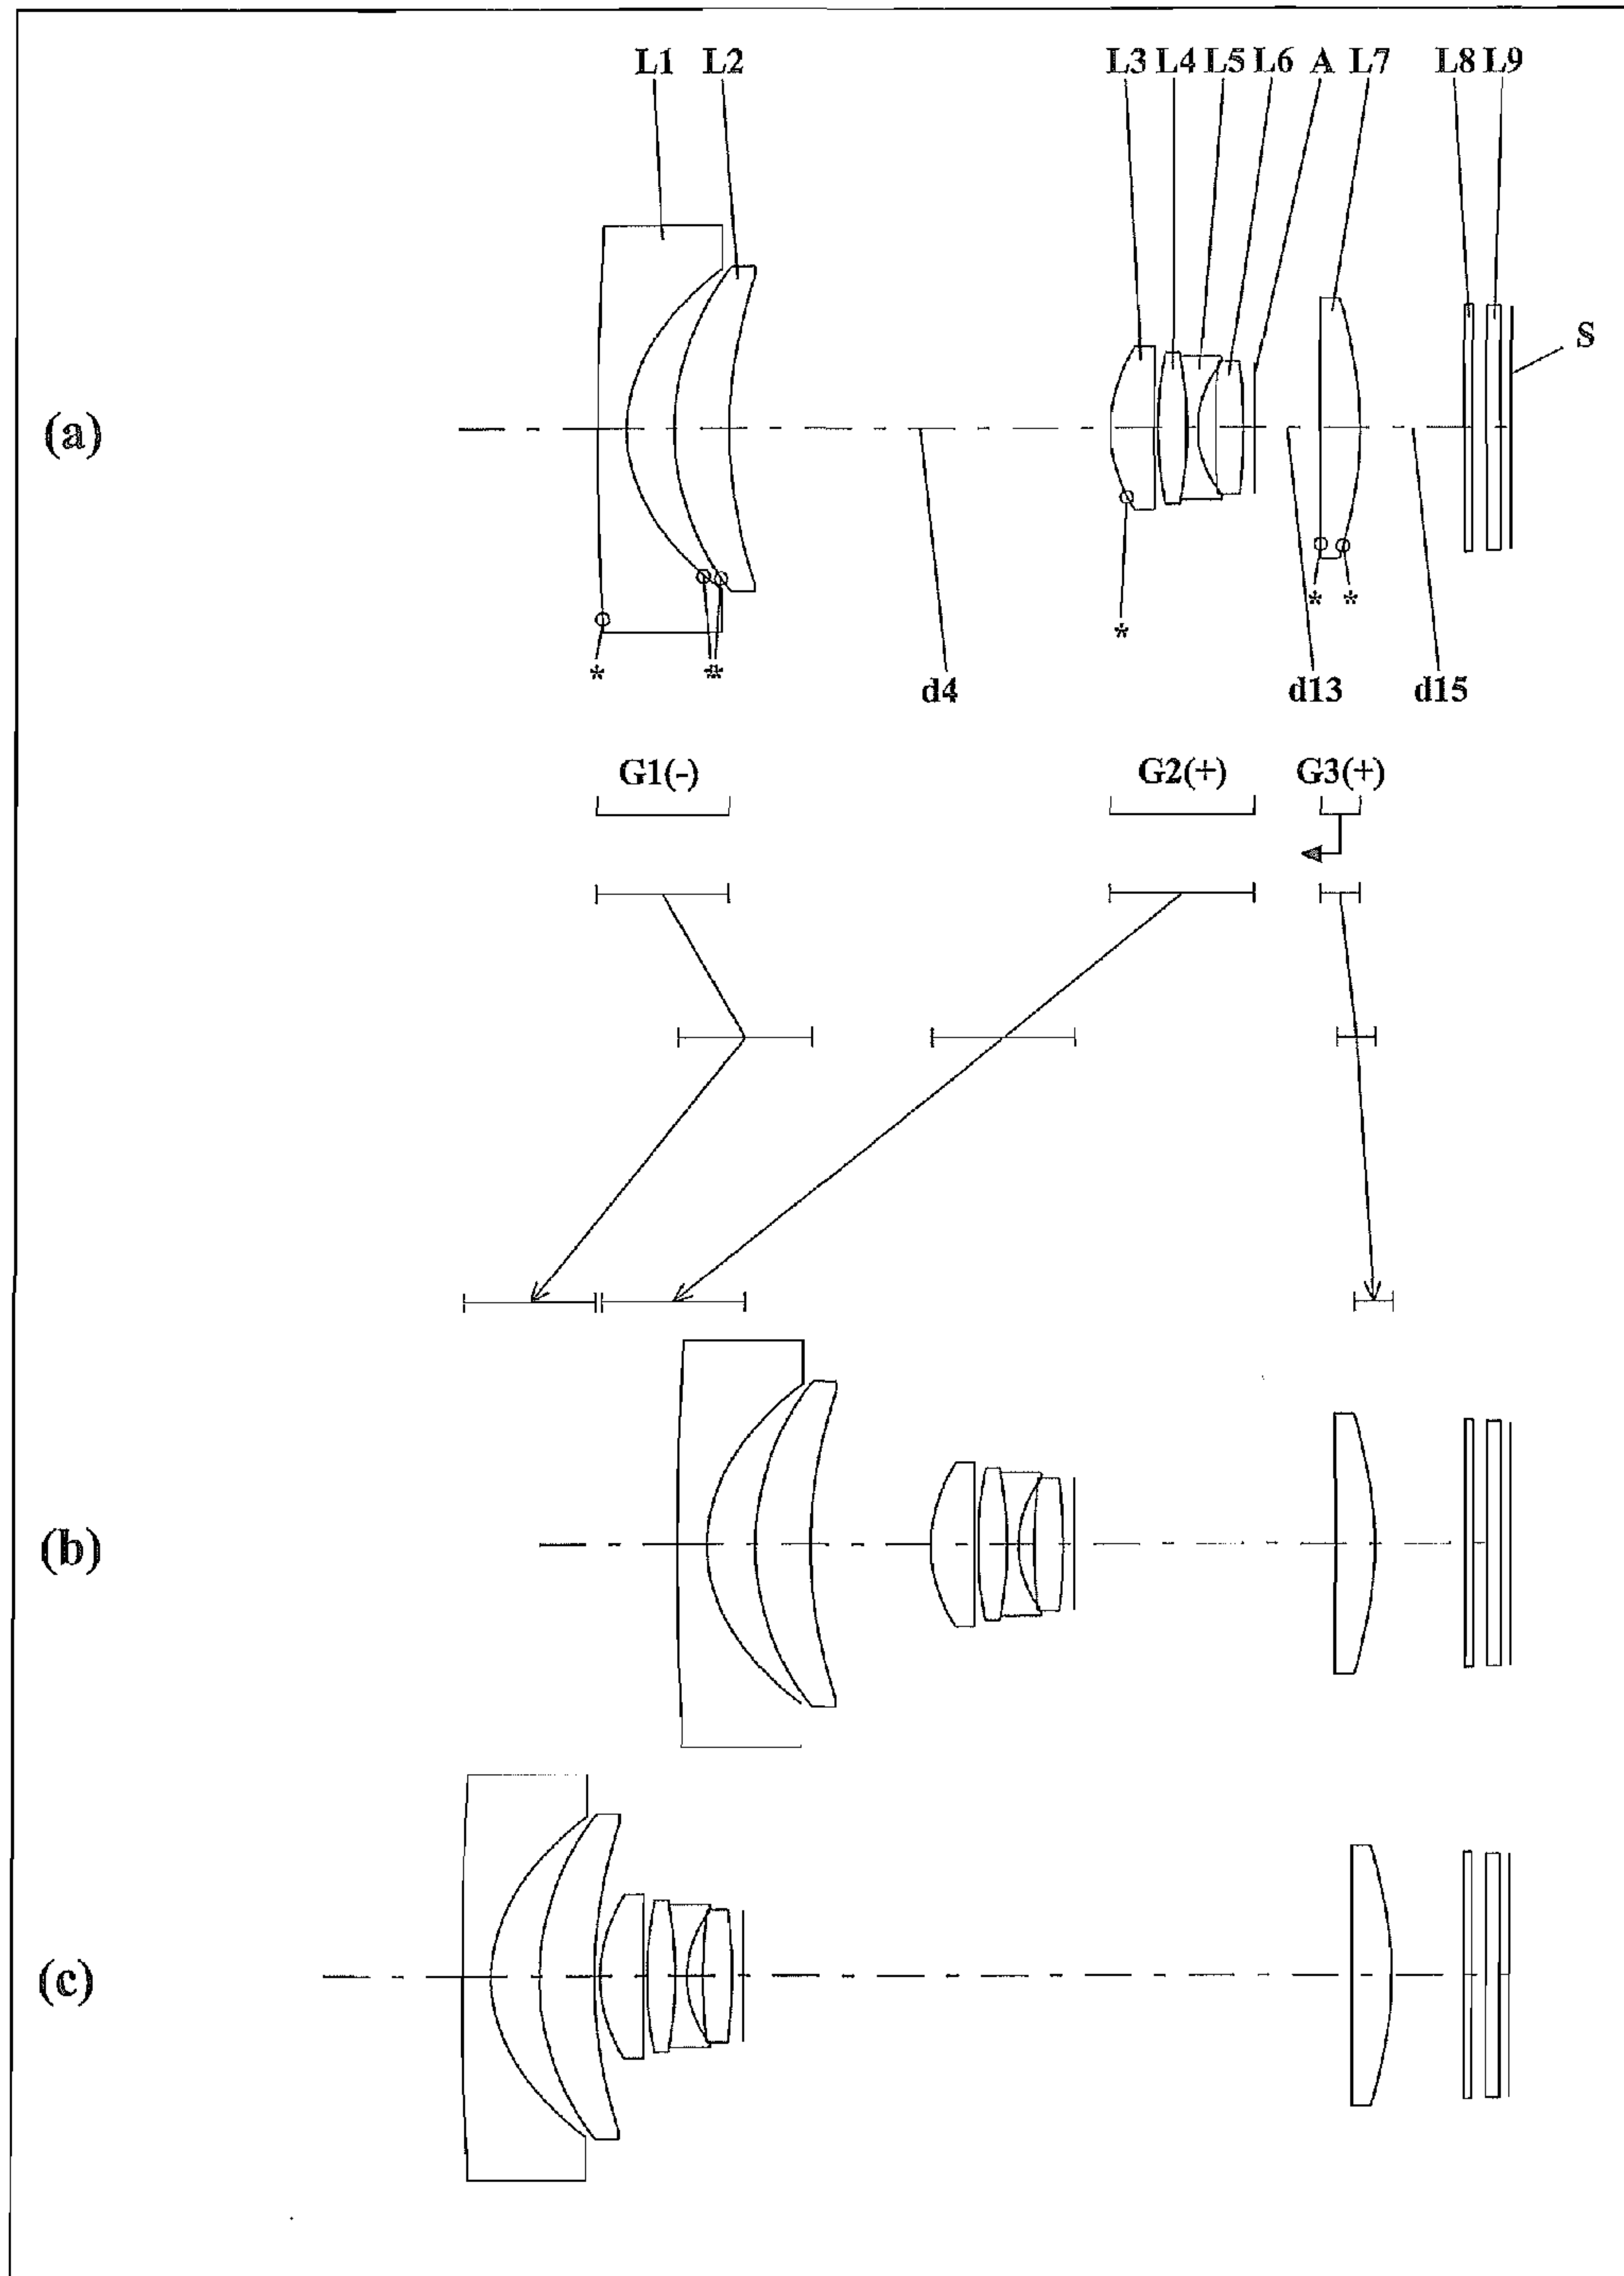 L1 L2 L3 L4 L5 L6 A L7 L8 L9
S
(a)
* * * * * *
d4 d13 d15
G1(-) G2(+) G3(+)
(b)
(c)